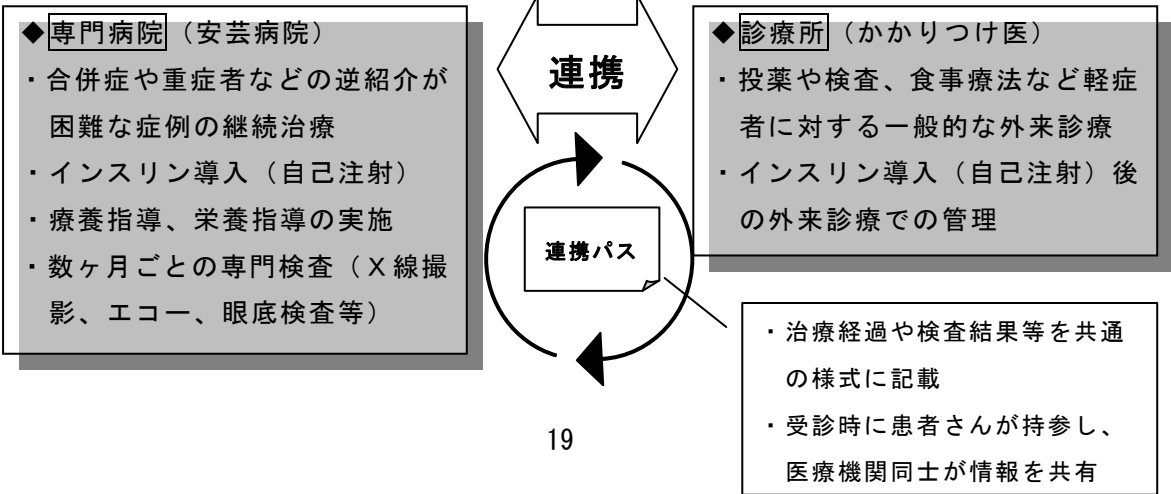 ◆専門病院（安芸病院）
・合併症や重症者などの逆紹介が
困難な症例の継続治療
・インスリン導入（自己注射）
・療養指導、栄養指導の実施
・数ヶ月ごとの専門検査（Ｘ線撮
影、エコー、眼底検査等）
連携
連携パス
◆診療所（かかりつけ医）
・投薬や検査、食事療法など軽症
者に対する一般的な外来診療
・インスリン導入（自己注射）後
の外来診療での管理
・治療経過や検査結果等を共通
の様式に記載
・受診時に患者さんが持参し、
医療機関同士が情報を共有
19